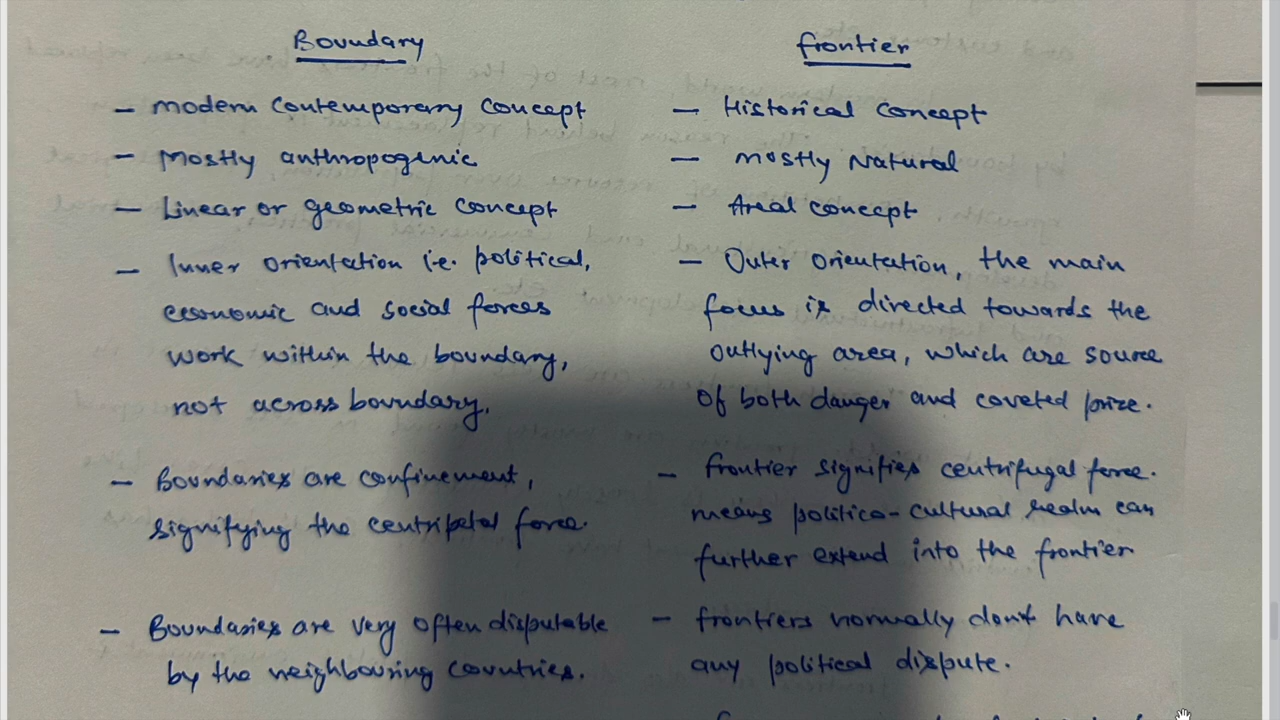 Boundary
- Modern Contemporary Concept
- Mostly anthropogenic
- Linear or geometric Concept
- Inner orientation i.e. political,
economic and social forces
work within the boundary,
not across boundary.
- Boundaries are confinement,
signifying the centripetal force.
- Boundaries are very often disputable
by the neighbouring Countries.
frontier
- Historical Concept
- mostly Natural
- Areal concept
- Outer orientation, the main
focus is directed towards the
outlying area, which are source
of both danger and coveted prize.
- frontier signifies centrifugal force.
means politico-cultural realm can
further extend into the frontier
- frontiers normally don't have
any political dispute.